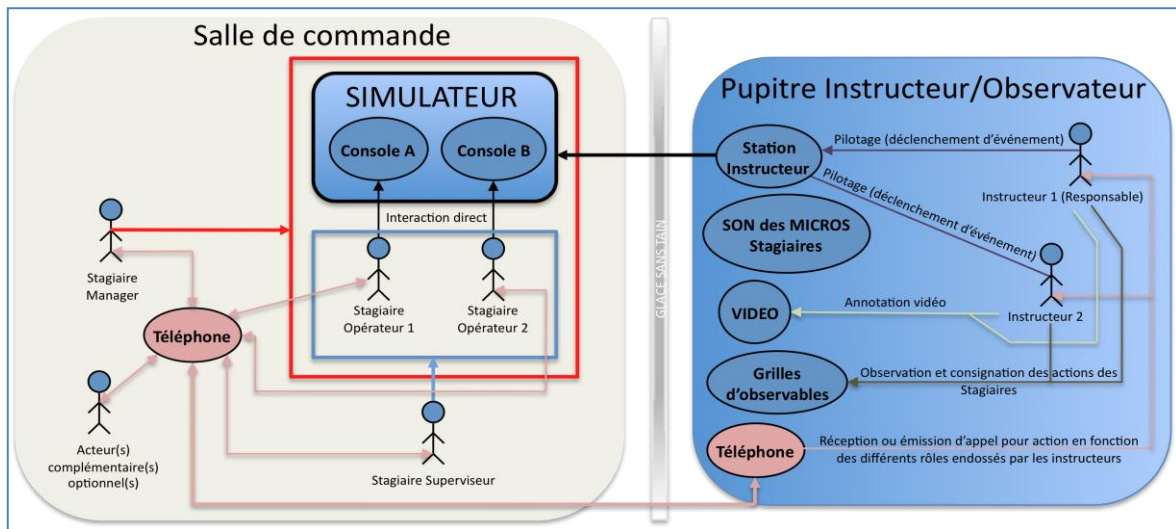 Salle de commande
SIMULATEUR
Console A
Console B
Interaction direct
Stagiaire
Manager
Stagiaire
Opérateur 1
Stagiaire
Opérateur 2
Téléphone
Acteur(s)
complémentaire(s)
optionnel(s)
Stagiaire Superviseur
GLACE SANS TAIN
Pupitre Instructeur/Observateur
Station
Instructeur
Pilotage (déclenchement d'événement)
Pilotage (déclenchement d'événement)
Instructeur 1 (Responsable)
SON des MICROS
Stagiaires
VIDEO
Annotation vidéo
Instructeur 2
Grilles
d'observables
Observation et consignation des actions des
Stagiaires
Téléphone
Réception ou émission d'appel pour action en fonction
des différents rôles endossés par les instructeurs